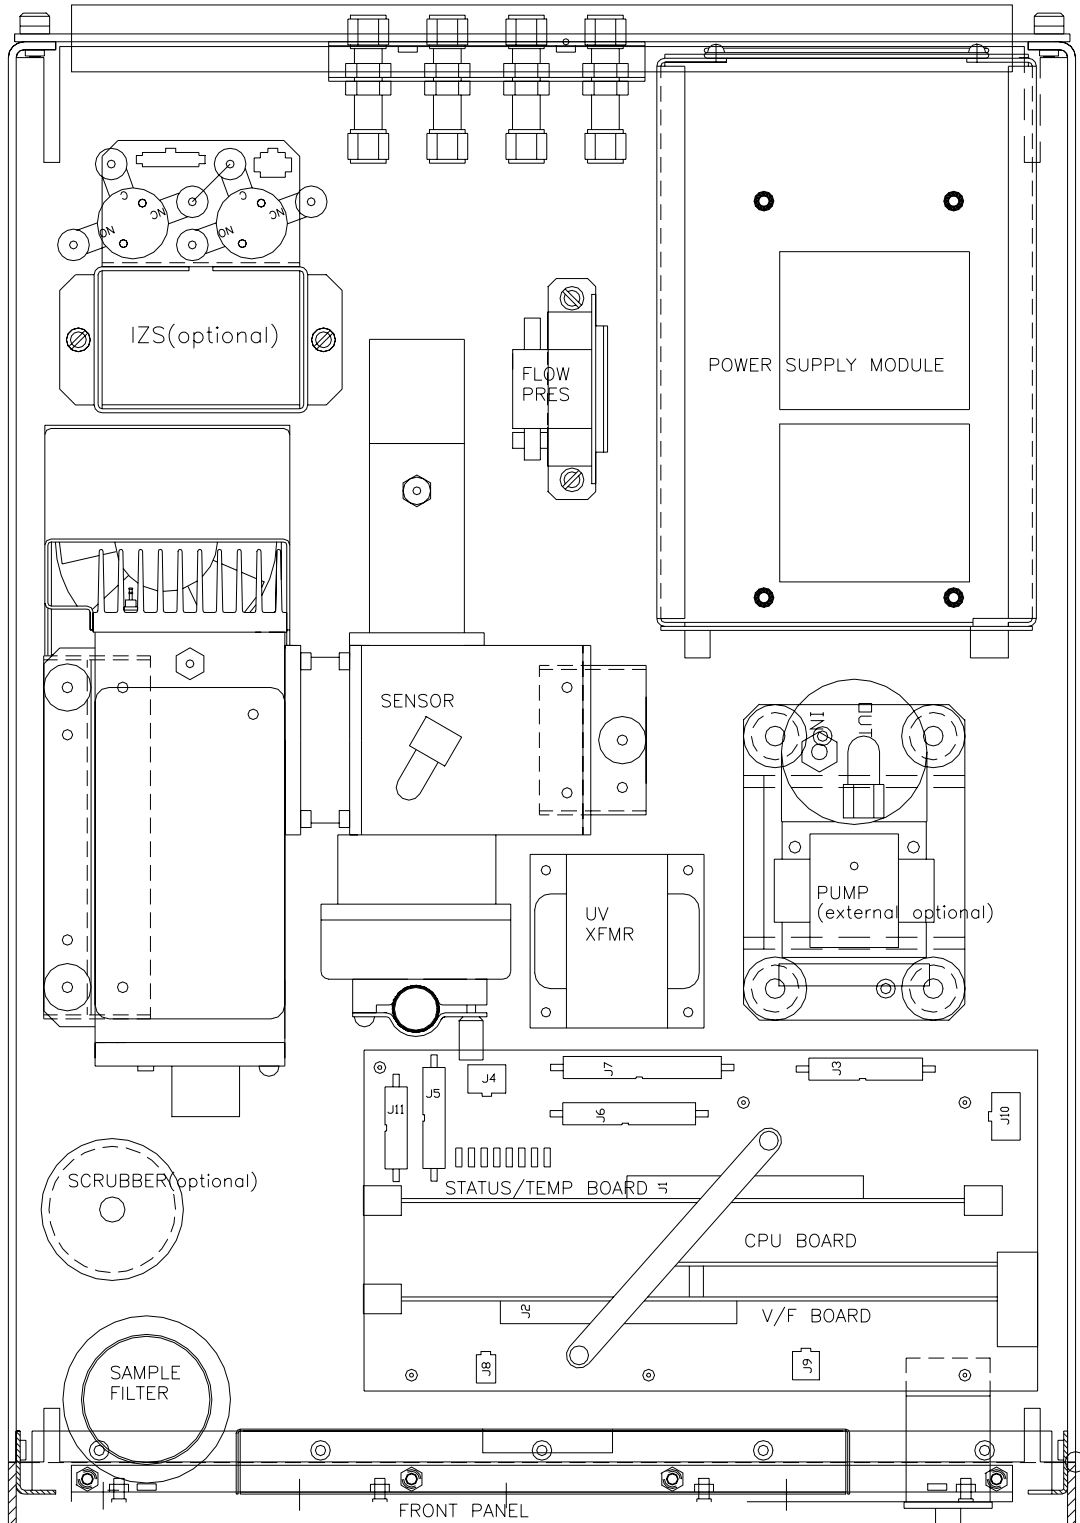 C
NC
NO
C
NC
NO
IZS(optional)
FLOW
PRES
POWER SUPPLY MODULE
SENSOR
IN
OUT
UV
XFMR
PUMP
(external optional)
J7
J3
J4
J5
J11
J6
J10
SCRUBBER(optional)
STATUS/TEMP BOARD
J1
CPU BOARD
J2
V/F BOARD
J8
J9
SAMPLE
FILTER
FRONT PANEL